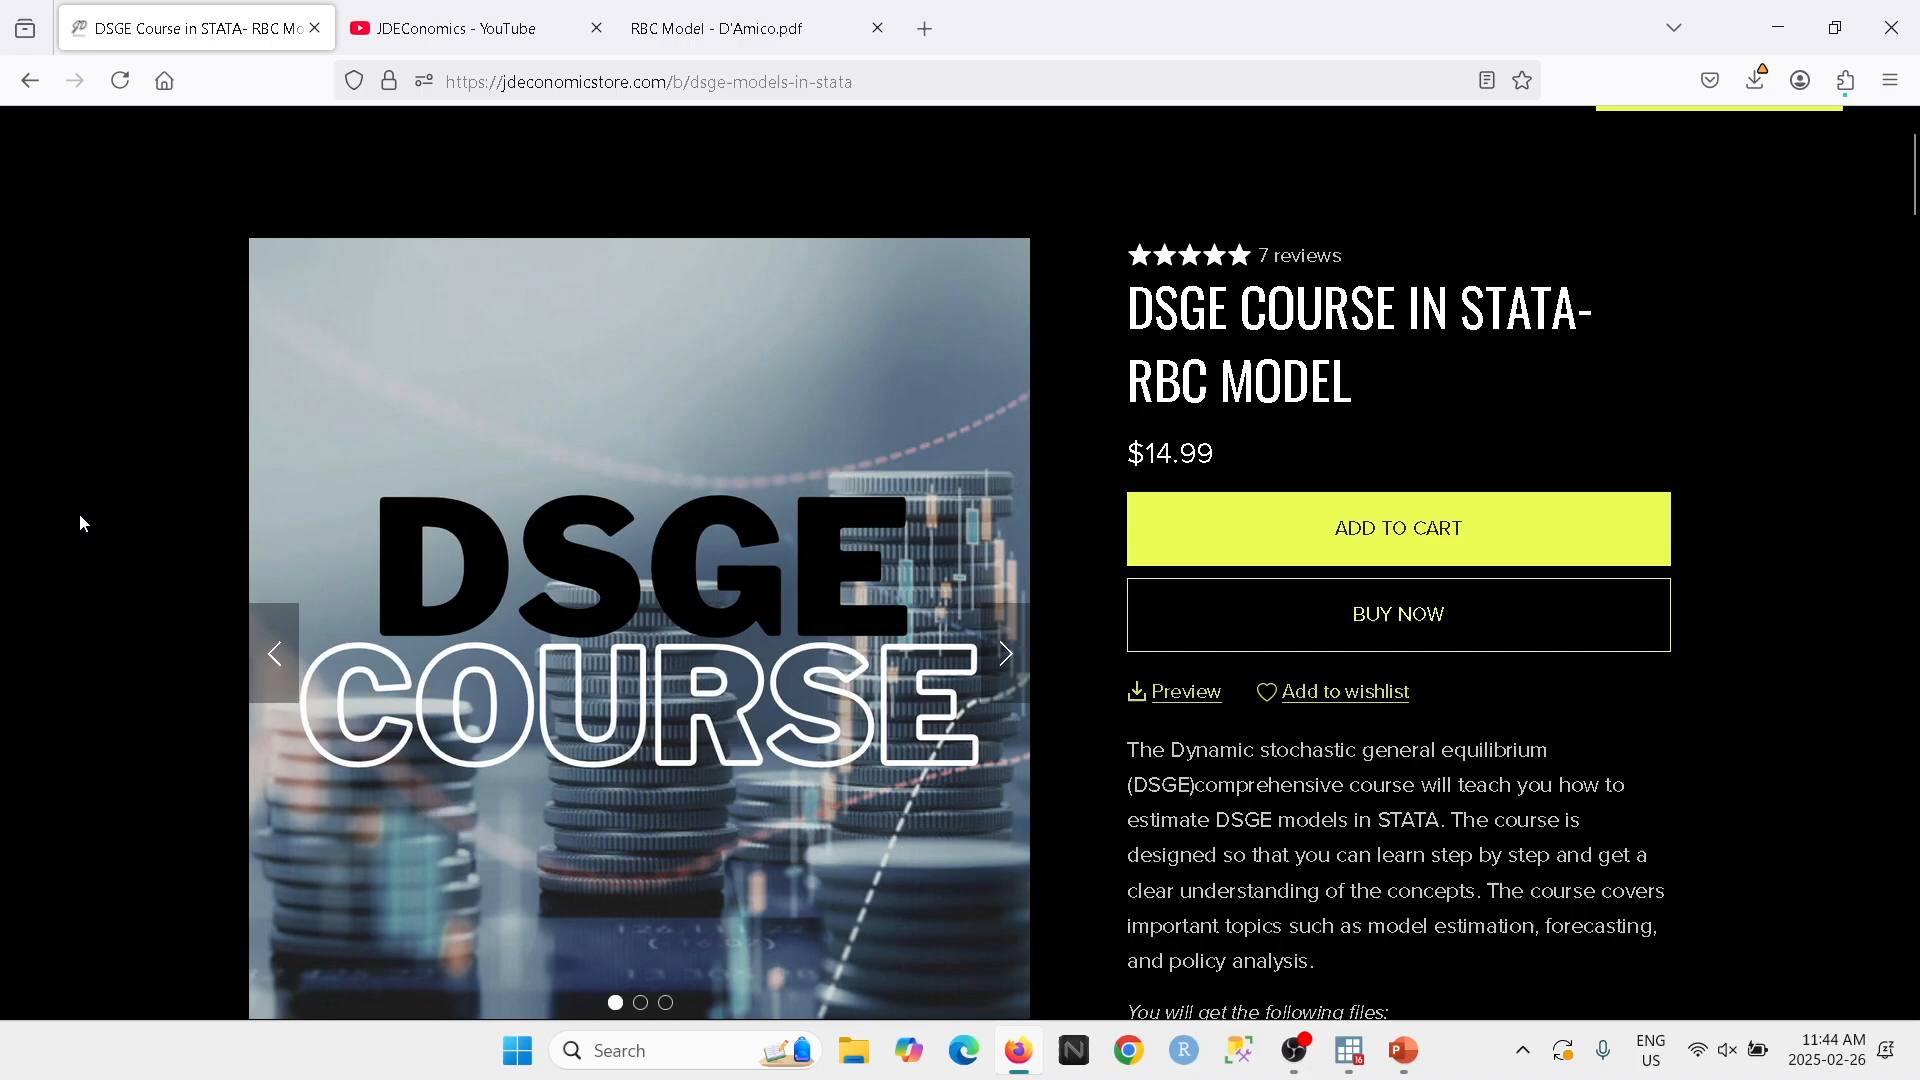 DSGE Course in STATA- RBC Mo
JDEConomics - YouTube
RBC Model - D'Amico.pdf
https://jdeconomicstore.com/b/dsge-models-in-stata
7 reviews
DSGE COURSE IN STATA-
RBC MODEL
$14.99
ADD TO CART
BUY NOW
Preview
Add to wishlist
The Dynamic stochastic general equilibrium
(DSGE)comprehensive course will teach you how to
estimate DSGE models in STATA. The course is
designed so that you can learn step by step and get a
clear understanding of the concepts. The course covers
important topics such as model estimation, forecasting,
and policy analysis.
You will get the following files:
DSGE
COURSE
Search
ENG
US
11:44 AM
2025-02-26